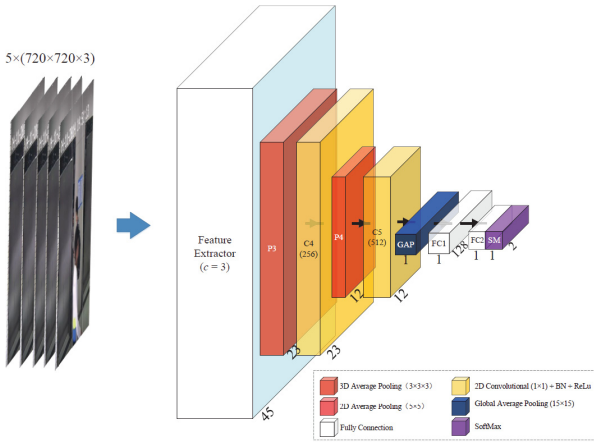 5×(720×720×3)
Feature
Extractor
(c = 3)
P3
C4
(256)
P4
C5
(512)
GAP
FC1
FC2
SM
1
1
128
1
1
2
12
12
23
23
45
3D Average Pooling (3×3×3)
2D Average Pooling (5×5)
Fully Connection
2D Convolutional (1×1) + BN + ReLu
Global Average Pooling (15×15)
SoftMax